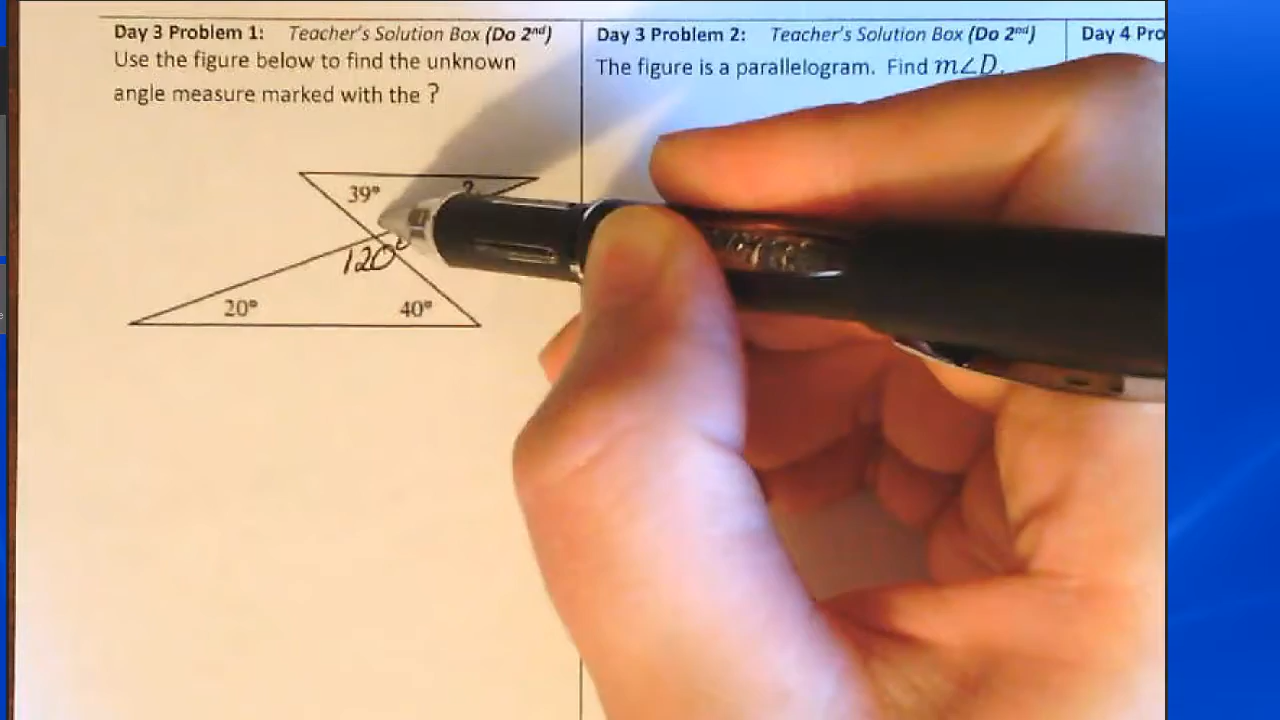 Day 3 Problem 1: Teacher's Solution Box (Do 2nd)
Use the figure below to find the unknown
angle measure marked with the ?
39°
?
120°
20°
40°
Day 3 Problem 2: Teacher's Solution Box (Do 2nd)
The figure is a parallelogram. Find m∠D.
Day 4 Pro